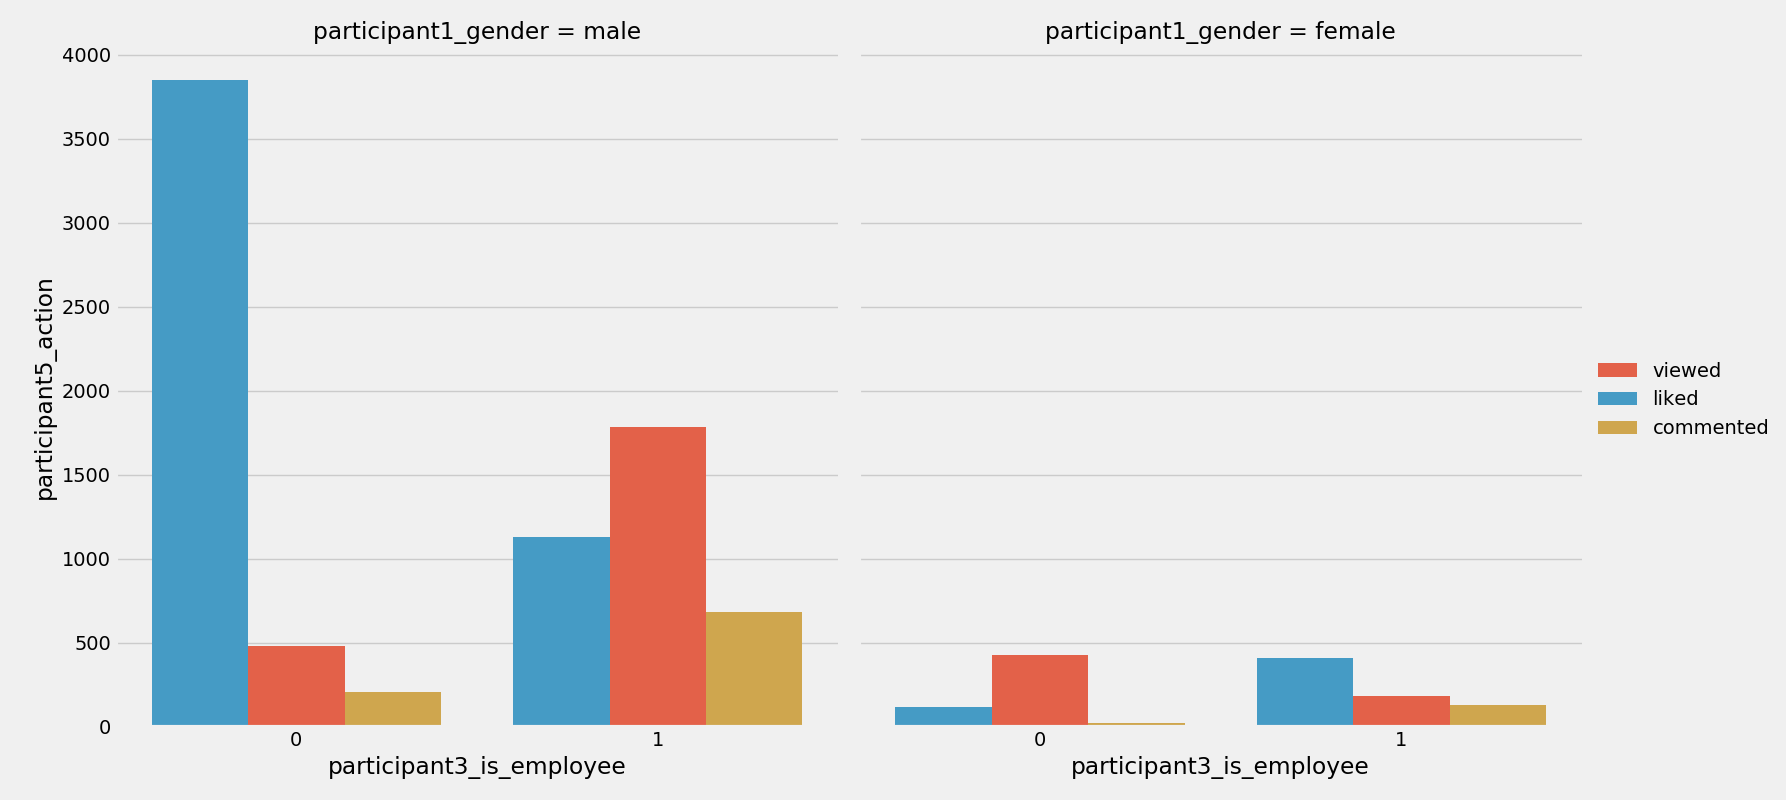 participant1_gender = male
participant1_gender = female
participant5_action
4000
3500
3000
2500
2000
1500
1000
500
0
0
1
0
1
participant3_is_employee
participant3_is_employee
viewed
liked
commented